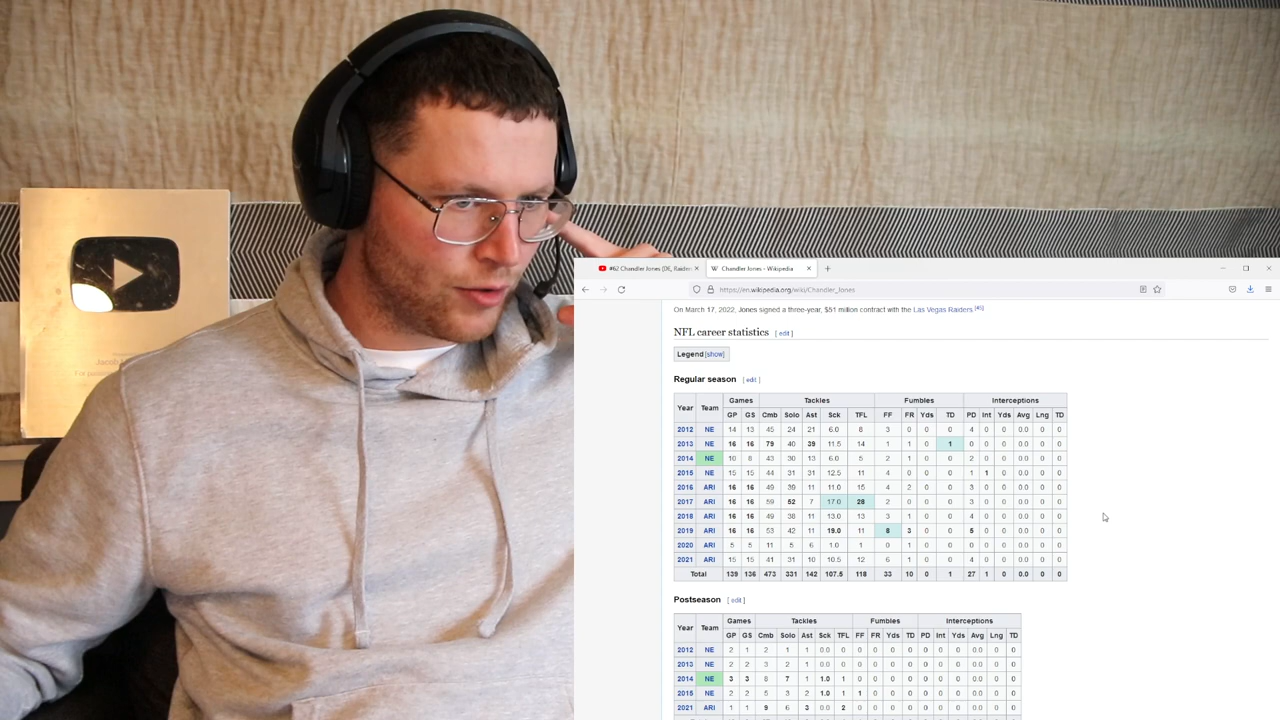 Jacob
#62 Chandler Jones (DE, Raider
Chandler Jones - Wikipedia
https://en.wikipedia.org/wiki/Chandler_Jones
On March 17, 2022, Jones signed a three-year, $51 million contract with the Las Vegas Raiders.[45]
NFL career statistics [ edit ]
Legend [show]
Regular season [ edit ]
Year Team Games Tackles Fumbles Interceptions
GP GS Cmb Solo Ast Sck TFL FF FR Yds TD PD Int Yds Avg Lng TD
2012 NE 14 13 45 24 21 6.0 8 3 0 0 0 4 0 0 0.0 0 0
2013 NE 16 16 79 40 39 11.5 14 1 1 0 1 0 0 0 0.0 0 0
2014 NE 10 8 43 30 13 6.0 5 2 1 0 0 2 0 0 0.0 0 0
2015 NE 15 15 44 31 31 12.5 11 4 0 0 0 1 1 0 0.0 0 0
2016 ARI 16 16 49 39 11 11.0 15 4 2 0 0 3 0 0 0.0 0 0
2017 ARI 16 16 59 52 7 17.0 28 2 0 0 0 3 0 0 0.0 0 0
2018 ARI 16 16 49 38 11 13.0 13 3 1 0 0 4 0 0 0.0 0 0
2019 ARI 16 16 53 42 11 19.0 11 8 3 0 0 5 0 0 0.0 0 0
2020 ARI 5 5 11 5 6 1.0 1 0 1 0 0 0 0 0 0.0 0 0
2021 ARI 15 15 41 31 10 10.5 12 6 1 0 0 4 0 0 0.0 0 0
Total 139 136 473 331 142 107.5 118 33 10 0 1 27 1 0 0.0 0 0
Postseason [ edit ]
Year Team Games Tackles Fumbles Interceptions
GP GS Cmb Solo Ast Sck TFL FF FR Yds TD PD Int Yds Avg Lng TD
2012 NE 2 1 2 1 1 0.0 0 0 0 0 0 0 0 0 0.0 0 0
2013 NE 2 2 3 2 1 0.0 0 0 0 0 0 0 0 0 0.0 0 0
2014 NE 3 3 8 7 1 1.0 1 0 0 0 0 0 0 0 0.0 0 0
2015 NE 2 2 5 3 2 1.0 1 1 0 0 0 0 0 0 0.0 0 0
2021 ARI 1 1 9 6 3 0.0 2 0 0 0 0 0 0 0 0.0 0 0